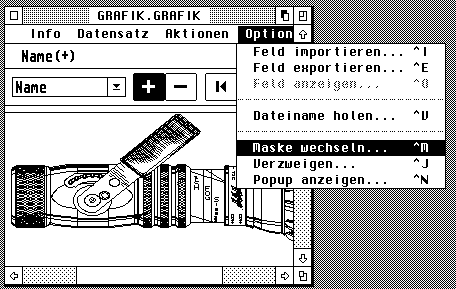 GRAFIK.GRAFIK
Info Datensatz Aktionen Option
Name(+)
Name
Feld importieren... ^I
Feld exportieren... ^E
Feld anzeigen... ^O
Dateiname holen... ^V
Maske wechseln... ^M
Verzweigen... ^J
Popup anzeigen... ^N